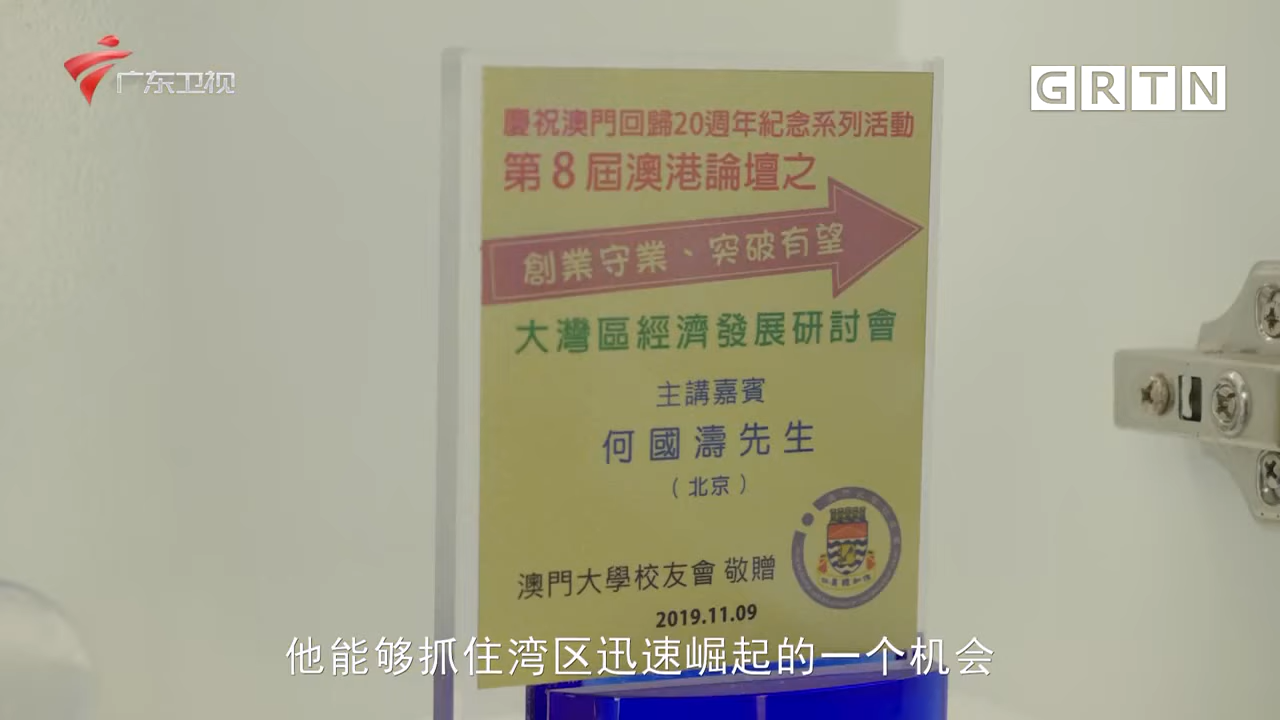 广东卫视
GRTN
慶祝澳門回歸20週年紀念系列活動
第8屆澳港論壇之
創業守業、突破有望
大灣區經濟發展研討會
主講嘉賓
何國濤先生
（北京）
澳門大學校友會 敬贈
2019.11.09
他能够抓住湾区迅速崛起的一个机会